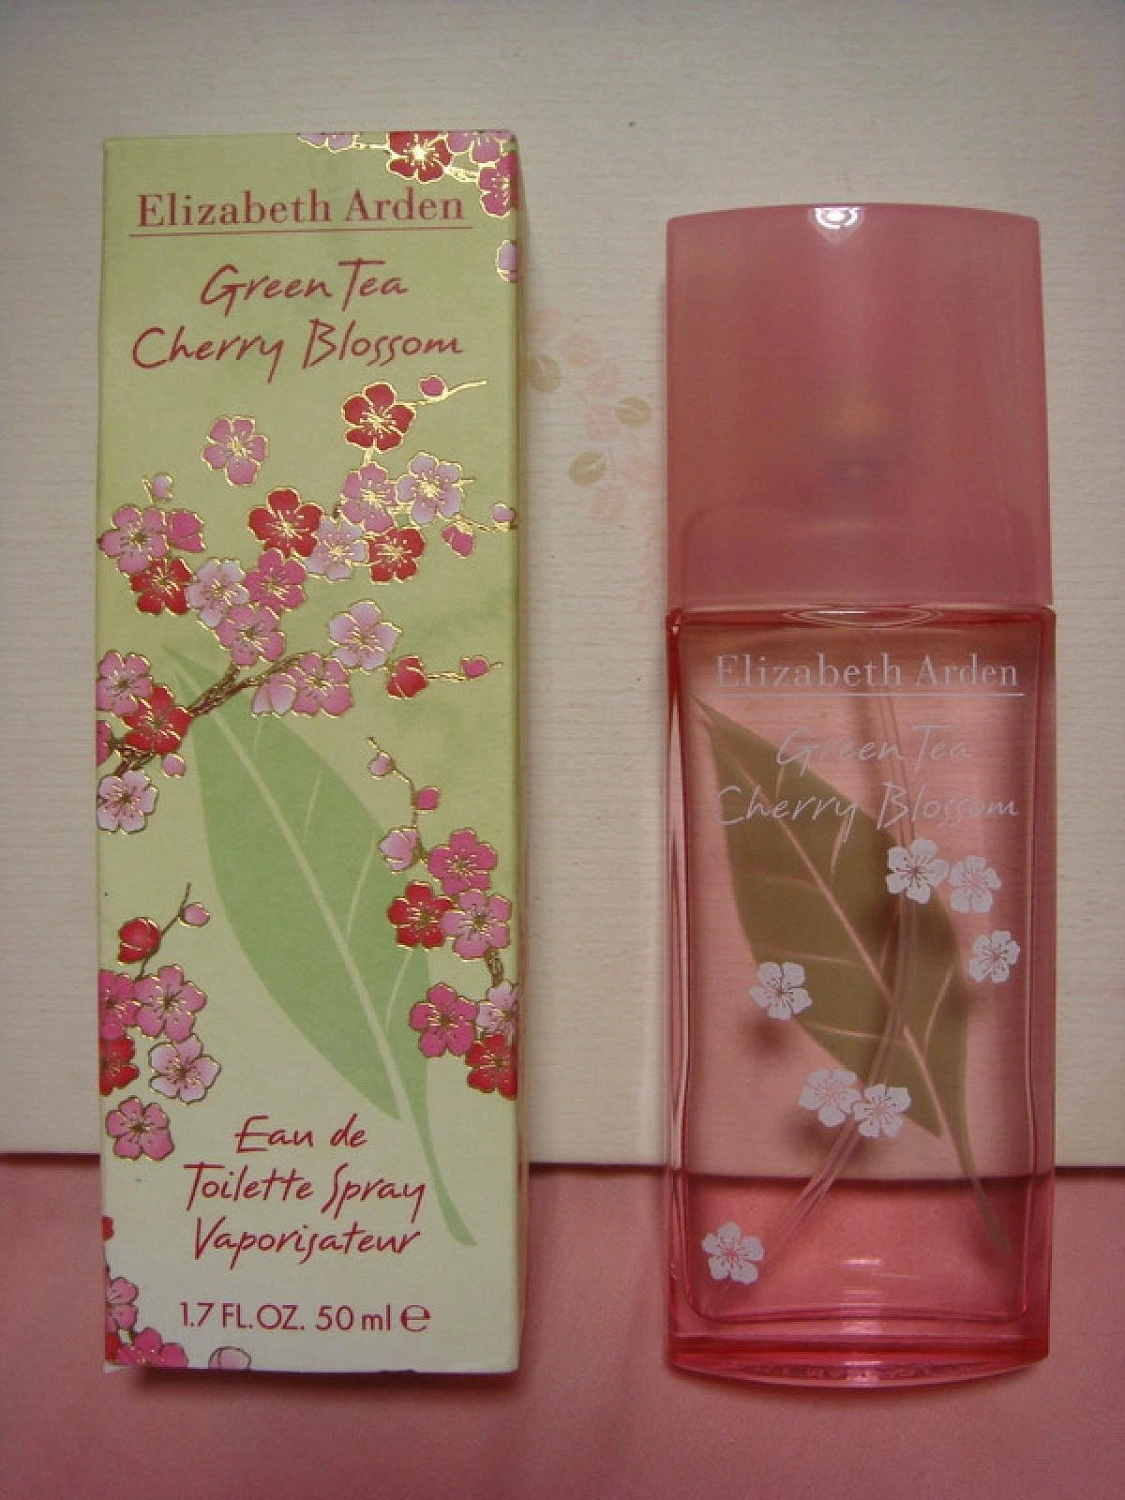 Elizabeth Arden
Green Tea
Cherry Blossom
Eau de
Toilette Spray
Vaporisateur
1.7 FL.OZ. 50 ml ℮
Elizabeth Arden
Green Tea
Cherry Blossom